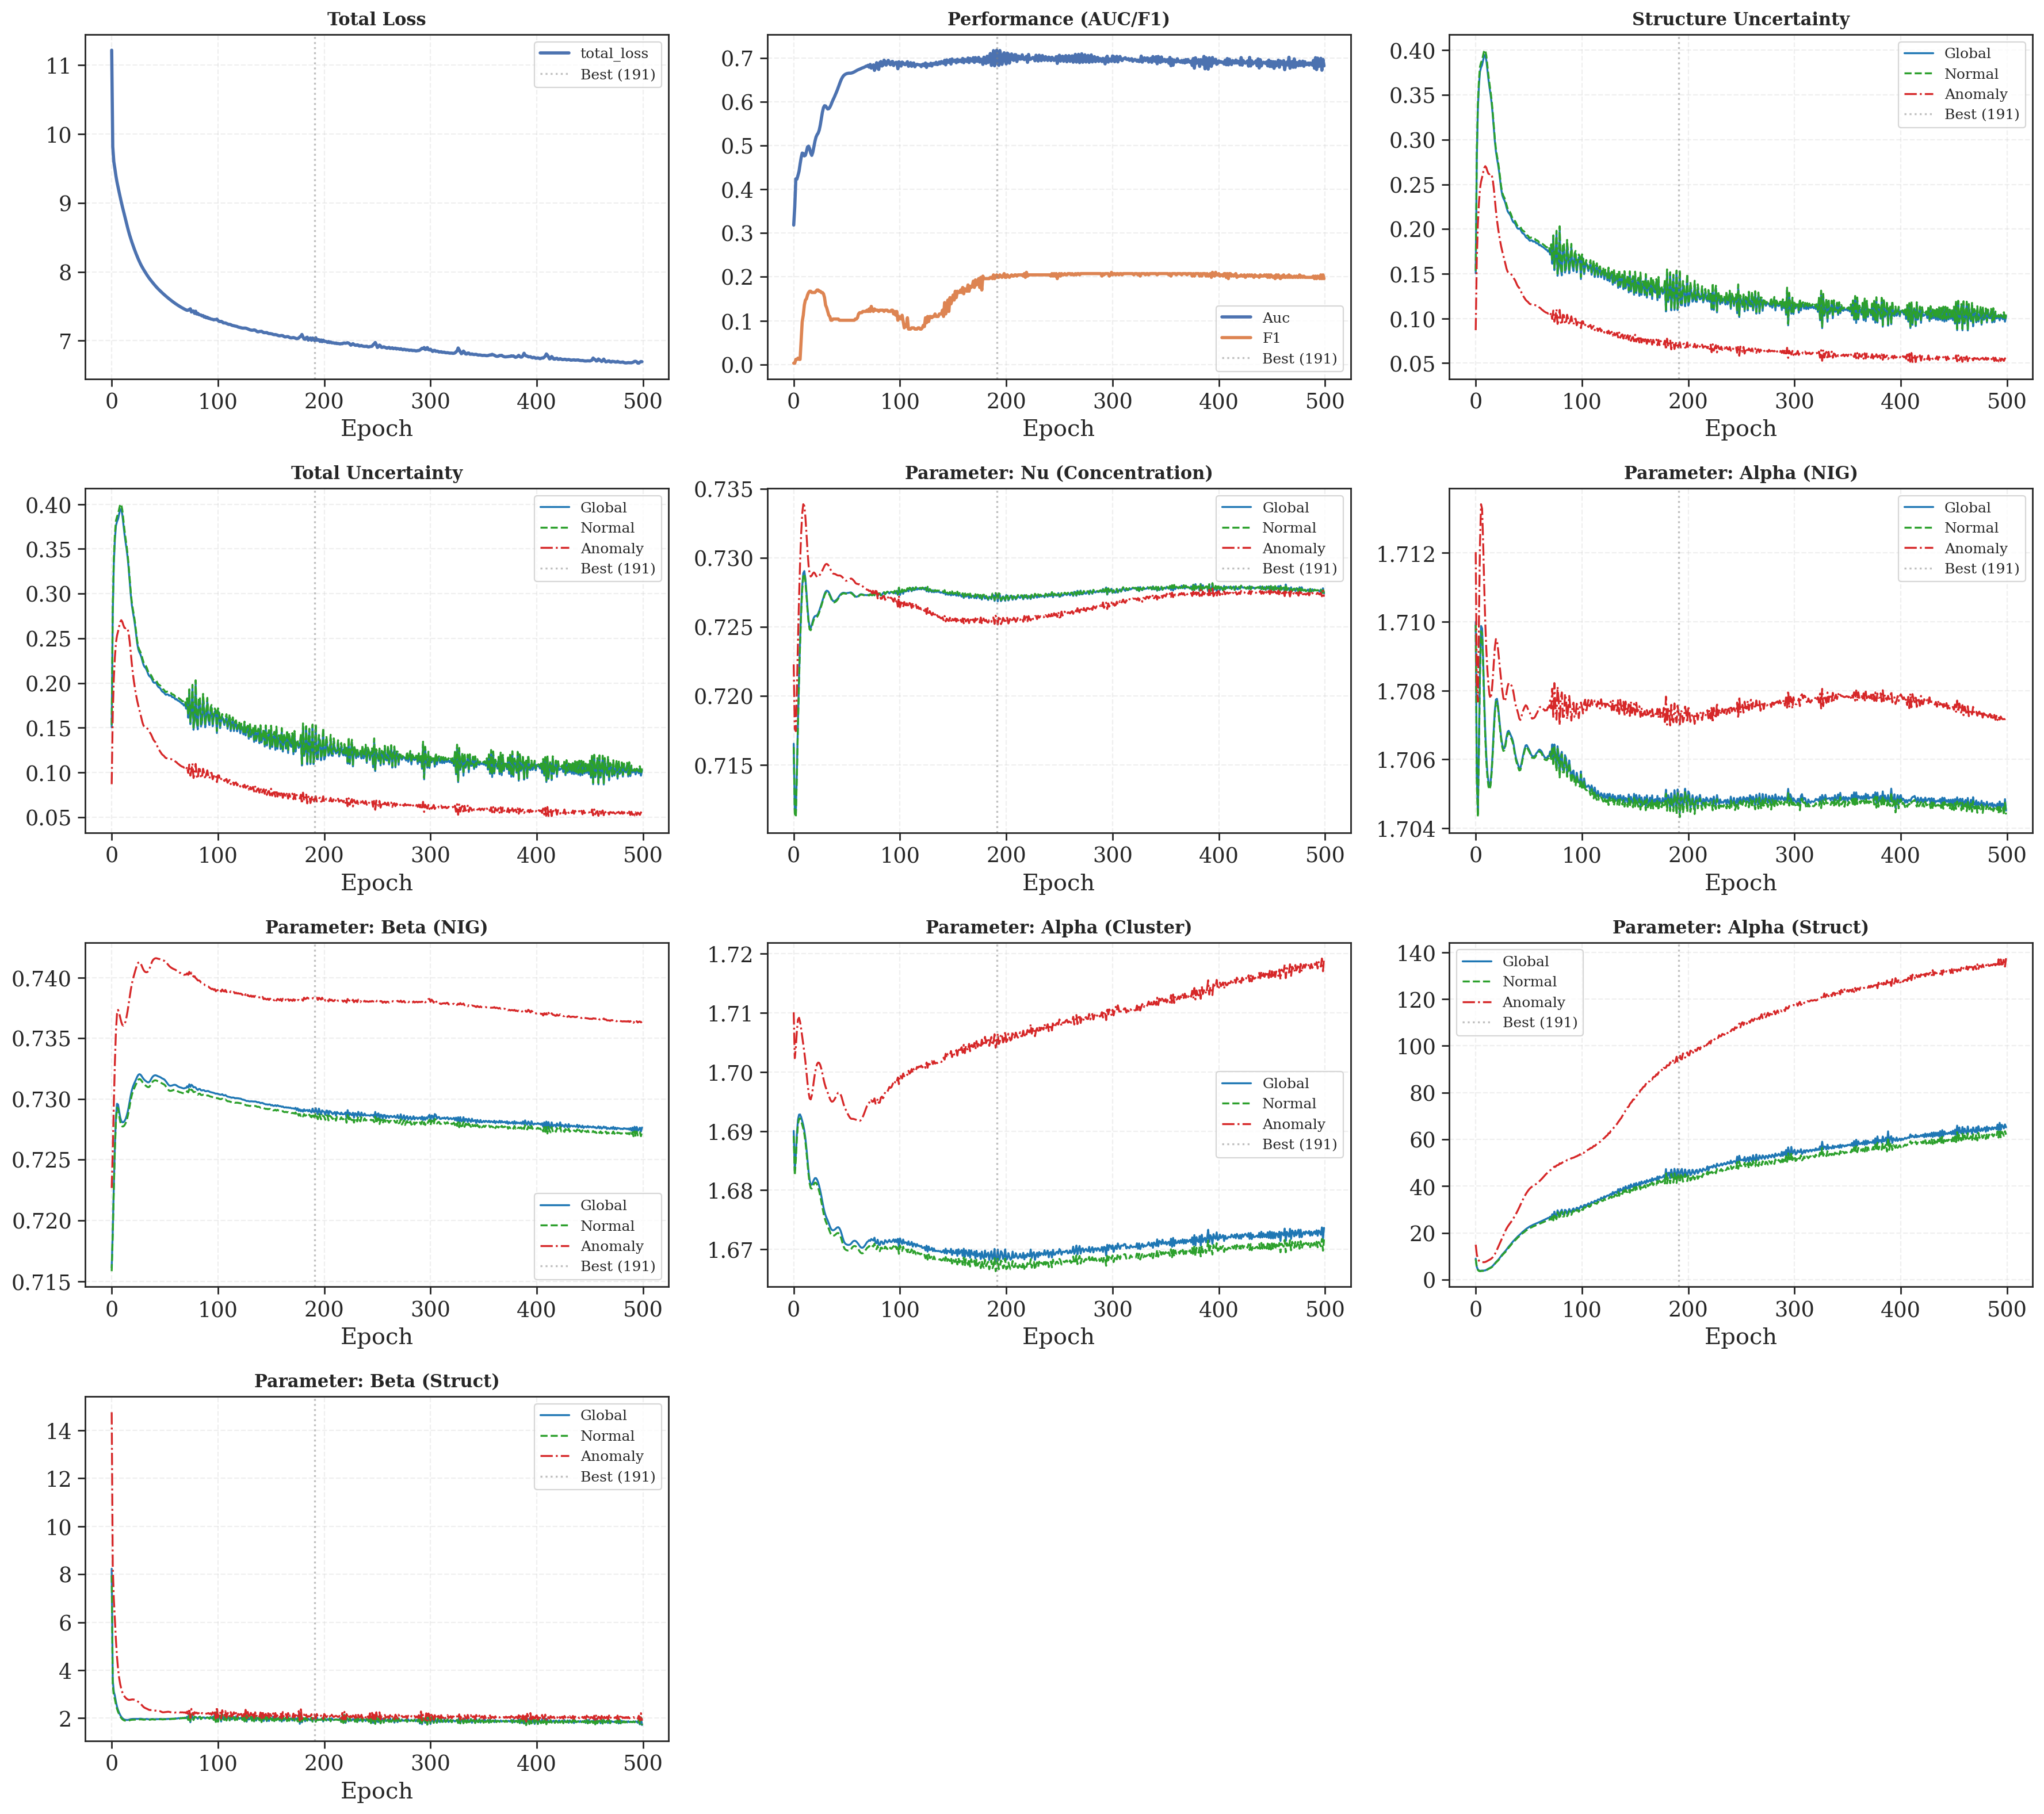 Total Loss
11
10
9
8
7
total_loss
Best (191)
0 100 200 300 400 500
Epoch
Performance (AUC/F1)
0.7
0.6
0.5
0.4
0.3
0.2
0.1
0.0
Auc
F1
Best (191)
0 100 200 300 400 500
Epoch
Structure Uncertainty
0.40
0.35
0.30
0.25
0.20
0.15
0.10
0.05
Global
Normal
Anomaly
Best (191)
0 100 200 300 400 500
Epoch
Total Uncertainty
0.40
0.35
0.30
0.25
0.20
0.15
0.10
0.05
Global
Normal
Anomaly
Best (191)
0 100 200 300 400 500
Epoch
Parameter: Nu (Concentration)
0.735
0.730
0.725
0.720
0.715
Global
Normal
Anomaly
Best (191)
0 100 200 300 400 500
Epoch
Parameter: Alpha (NIG)
1.712
1.710
1.708
1.706
1.704
Global
Normal
Anomaly
Best (191)
0 100 200 300 400 500
Epoch
Parameter: Beta (NIG)
0.740
0.735
0.730
0.725
0.720
0.715
Global
Normal
Anomaly
Best (191)
0 100 200 300 400 500
Epoch
Parameter: Alpha (Cluster)
1.72
1.71
1.70
1.69
1.68
1.67
Global
Normal
Anomaly
Best (191)
0 100 200 300 400 500
Epoch
Parameter: Alpha (Struct)
140
120
100
80
60
40
20
0
Global
Normal
Anomaly
Best (191)
0 100 200 300 400 500
Epoch
Parameter: Beta (Struct)
14
12
10
8
6
4
2
Global
Normal
Anomaly
Best (191)
0 100 200 300 400 500
Epoch